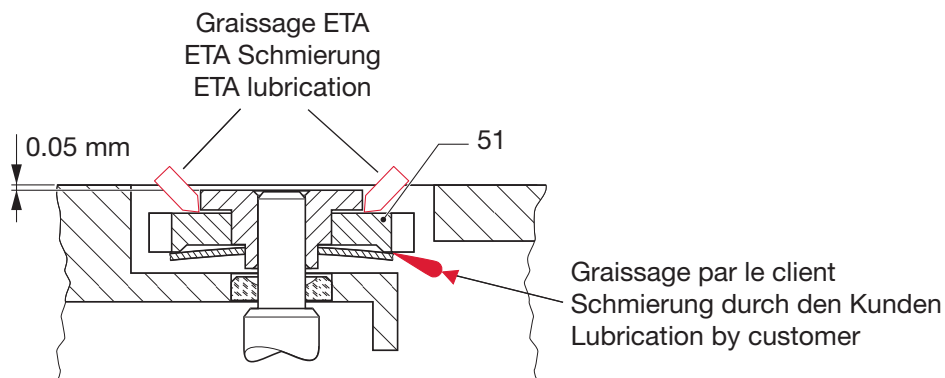 Graissage ETA
ETA Schmierung
ETA lubrication
0.05 mm
51
Graissage par le client
Schmierung durch den Kunden
Lubrication by customer